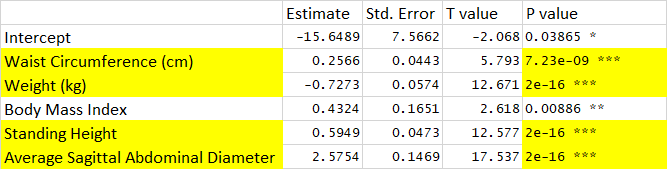 Estimate Std. Error T value P value
Intercept -15.6489 7.5662 -2.068 0.03865 *
Waist Circumference (cm) 0.2566 0.0443 5.793 7.23e-09 ***
Weight (kg) -0.7273 0.0574 12.671 2e-16 ***
Body Mass Index 0.4324 0.1651 2.618 0.00886 **
Standing Height 0.5949 0.0473 12.577 2e-16 ***
Average Sagittal Abdominal Diameter 2.5754 0.1469 17.537 2e-16 ***